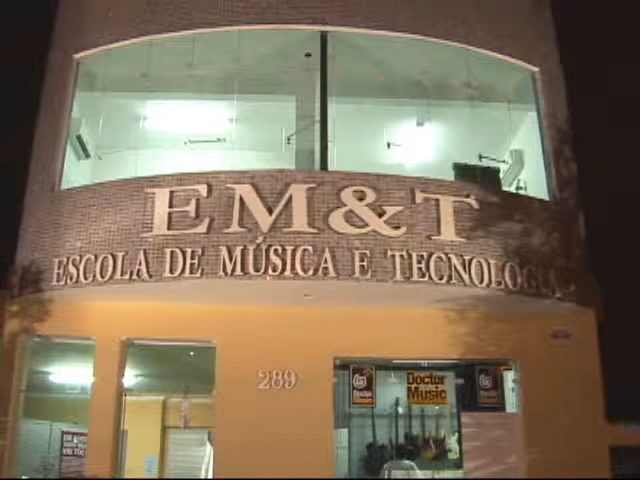 EM&T
ESCOLA DE MÚSICA E TECNOLOGIA
289
Doctor
Music